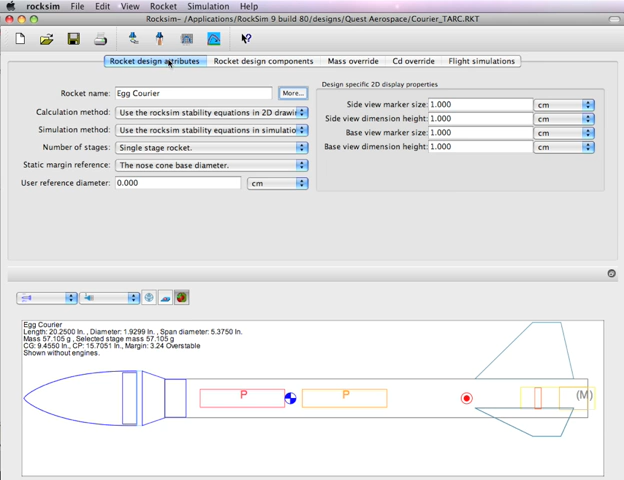 rocksim File Edit View Rocket Simulation Help
Rocksim- /Applications/RockSim 9 build 80/designs/Quest Aerospace/Courier_TARC.RKT
Rocket design attributes Rocket design components Mass override Cd override Flight simulations
Rocket name: Egg Courier More...
Calculation method: Use the rocksim stability equations in 2D drawi
Simulation method: Use the rocksim stability equations in simulatio
Number of stages: Single stage rocket.
Static margin reference: The nose cone base diameter.
User reference diameter: 0.000 cm
Design specific 2D display properties
Side view marker size: 1.000 cm
Side view dimension height: 1.000 cm
Base view marker size: 1.000 cm
Base view dimension height: 1.000 cm
Egg Courier
Length: 20.2500 In. , Diameter: 1.9299 In. , Span diameter: 5.3750 In.
Mass 57.105 g , Selected stage mass 57.105 g
CG: 9.4550 In., CP: 15.7051 In., Margin: 3.24 Overstable
Shown without engines.
P P (M)